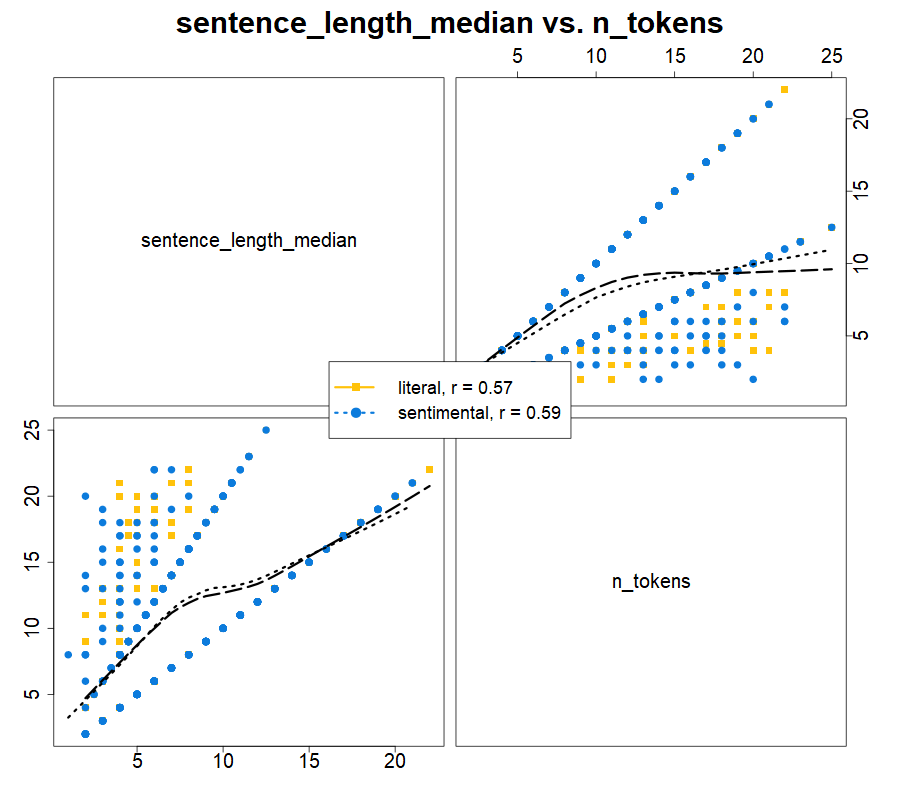 sentence_length_median vs. n_tokens
5 10 15 20 25
sentence_length_median
20
15
10
5
literal, r = 0.57
sentimental, r = 0.59
25
20
15
10
5
n_tokens
5 10 15 20